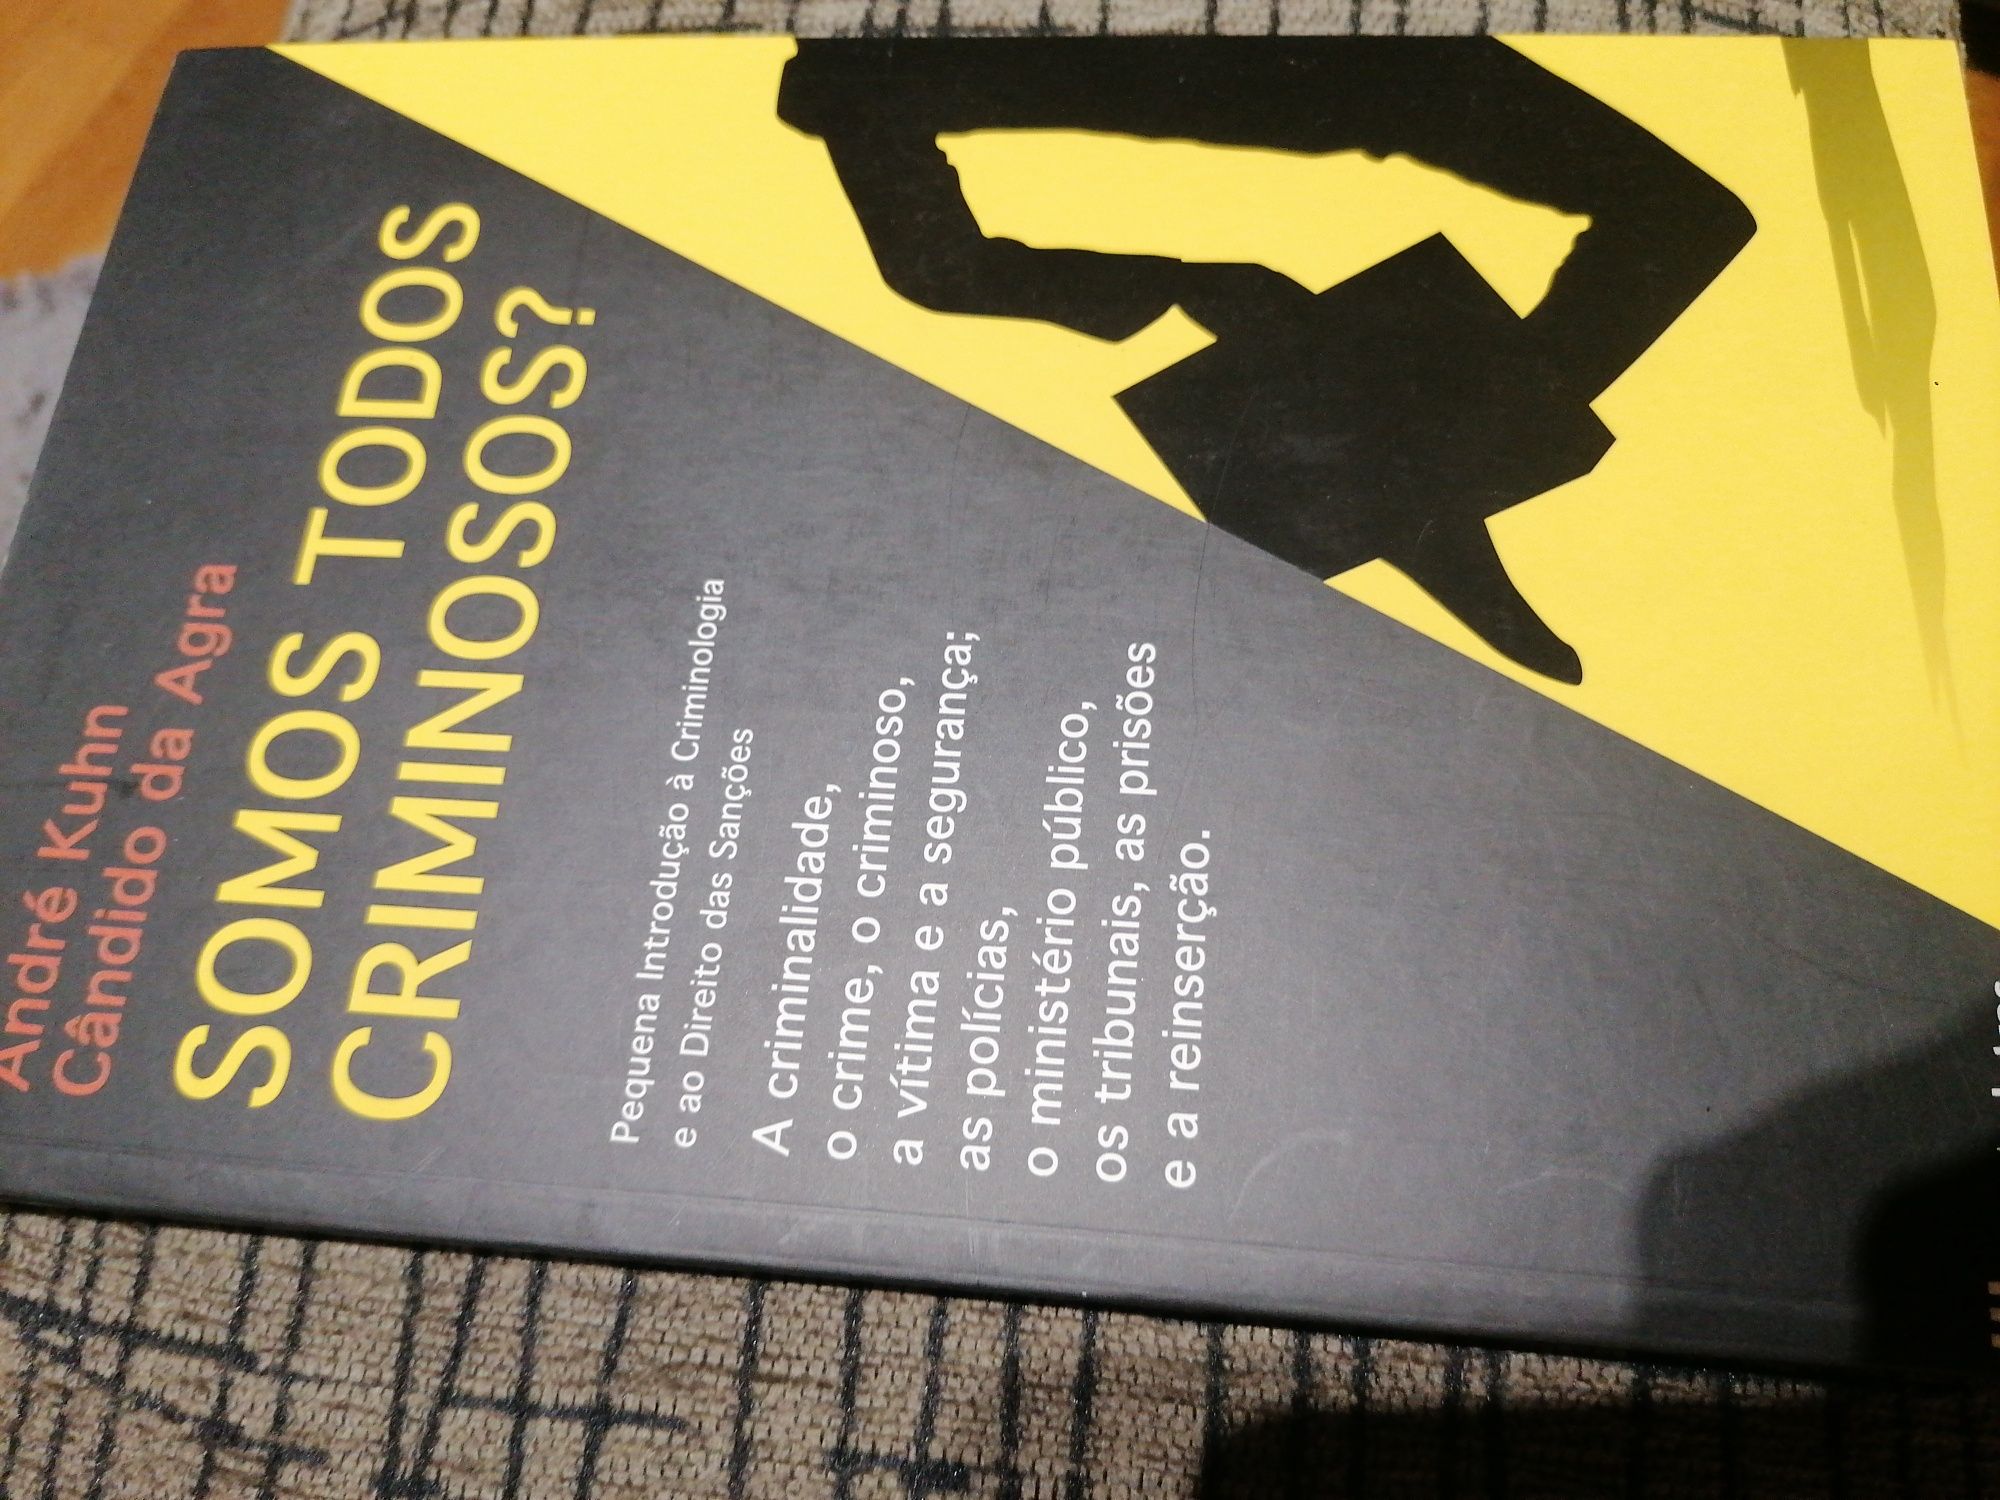 André Kuhn
Cândido da Agra
SOMOS TODOS
CRIMINOSOS?
Pequena Introdução à Criminologia
e ao Direito das Sanções
A criminalidade,
o crime, o criminoso,
a vítima e a segurança;
as polícias,
o ministério público,
os tribunais, as prisões
e a reinserção.